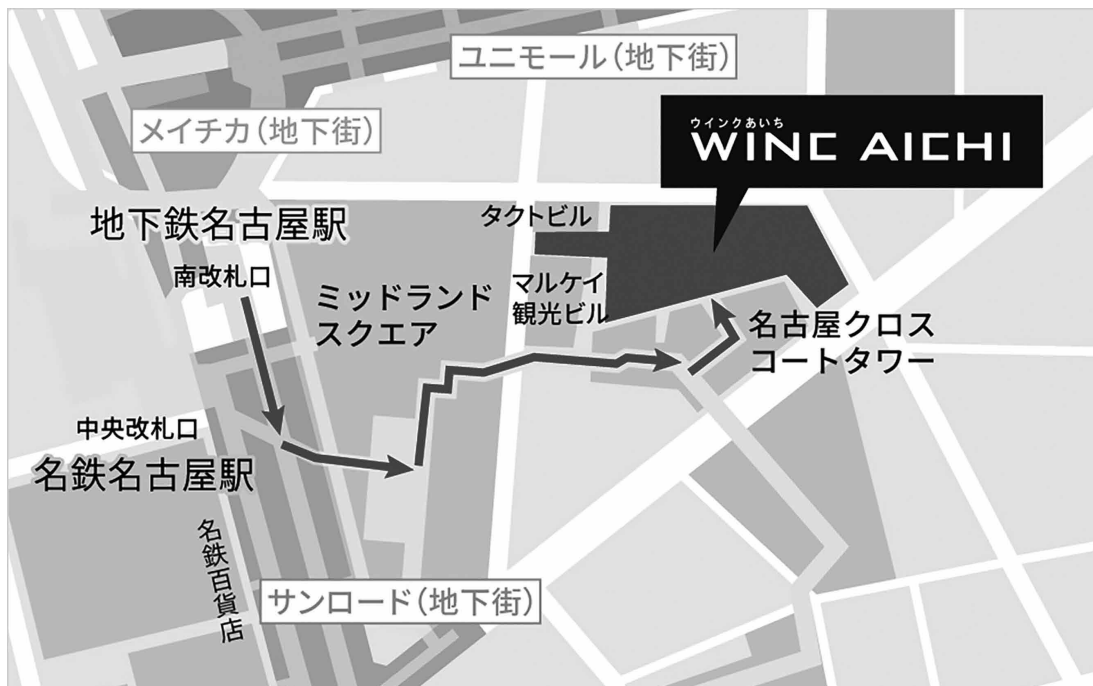 ユニモール(地下街)
メイチカ(地下街)
ウインクあいち
WINC AICHI
地下鉄名古屋駅
南改札口
タクトビル
ミッドランド
スクエア
マルケイ
観光ビル
名古屋クロス
コートタワー
中央改札口
名鉄名古屋駅
名鉄百貨店
サンロード(地下街)